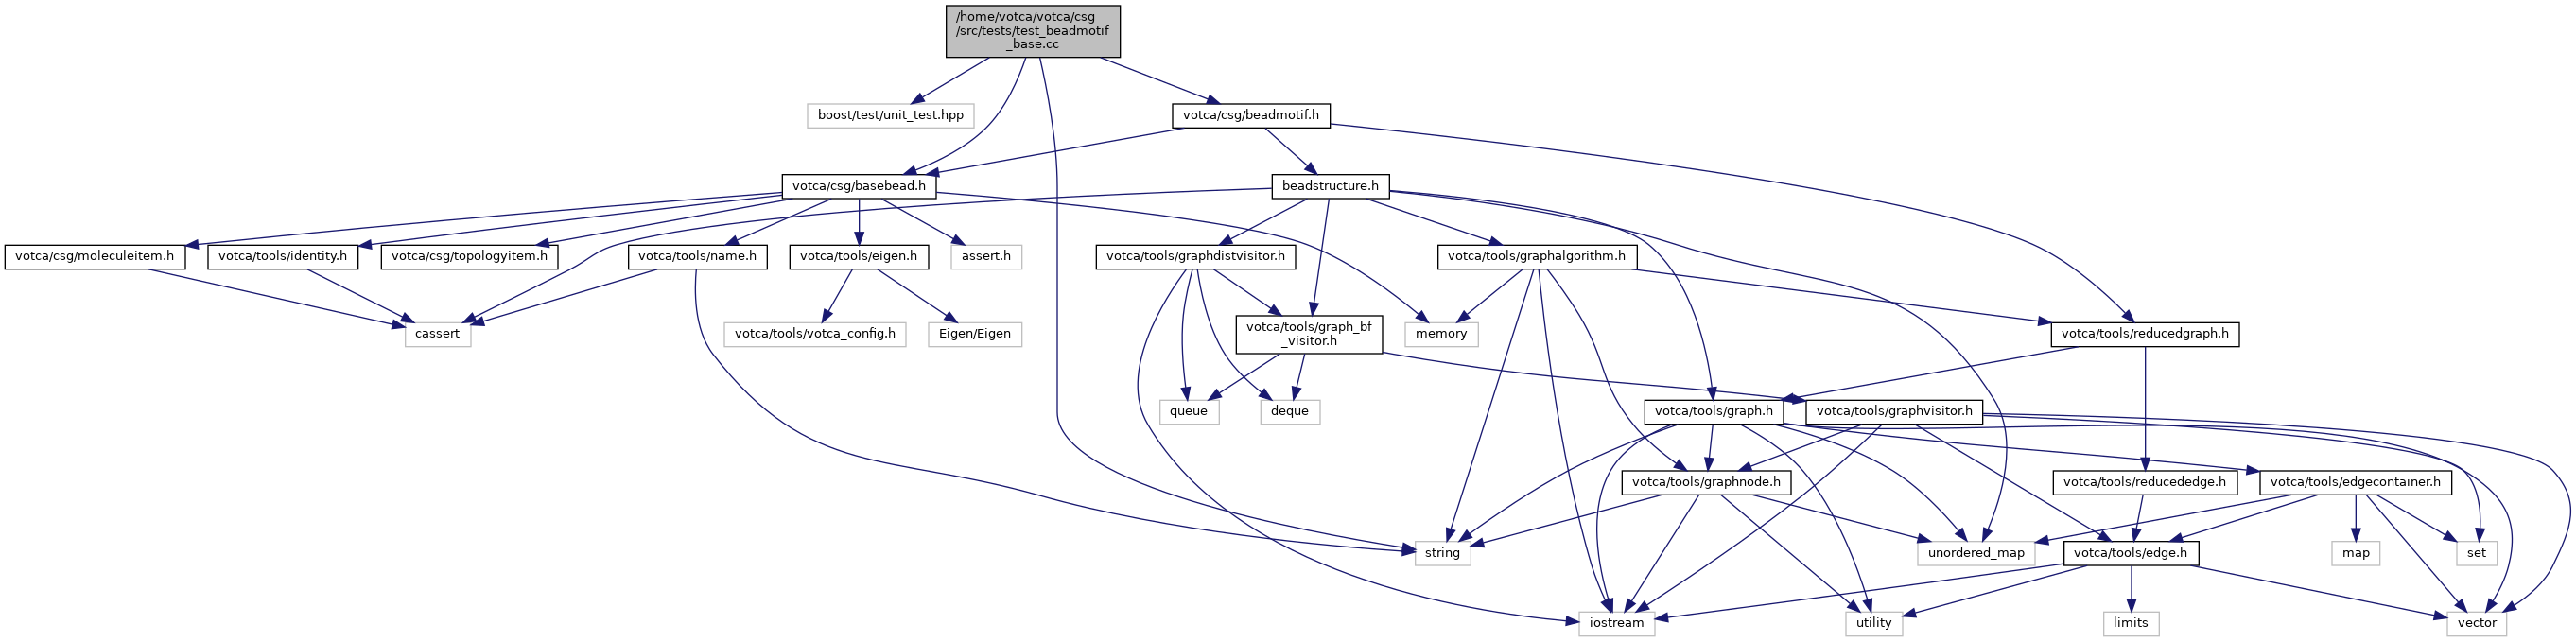 /home/votca/votca/csg
/src/tests/test_beadmotif
_base.cc
boost/test/unit_test.hpp
votca/csg/beadmotif.h
votca/csg/basebead.h
beadstructure.h
votca/csg/moleculeitem.h
votca/tools/identity.h
votca/csg/topologyitem.h
votca/tools/name.h
votca/tools/eigen.h
assert.h
votca/tools/graphdistvisitor.h
votca/tools/graphalgorithm.h
cassert
votca/tools/votca_config.h
Eigen/Eigen
votca/tools/graph_bf
_visitor.h
memory
votca/tools/reducedgraph.h
queue
deque
votca/tools/graph.h
votca/tools/graphvisitor.h
votca/tools/graphnode.h
votca/tools/reducededge.h
votca/tools/edgecontainer.h
string
unordered_map
votca/tools/edge.h
map
set
iostream
utility
limits
vector